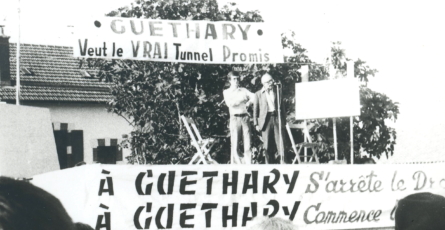 • GUETHARY •
Veut le VRAI Tunnel Promis
À GUETHARY S'arrête le
À GUETHARY Commence